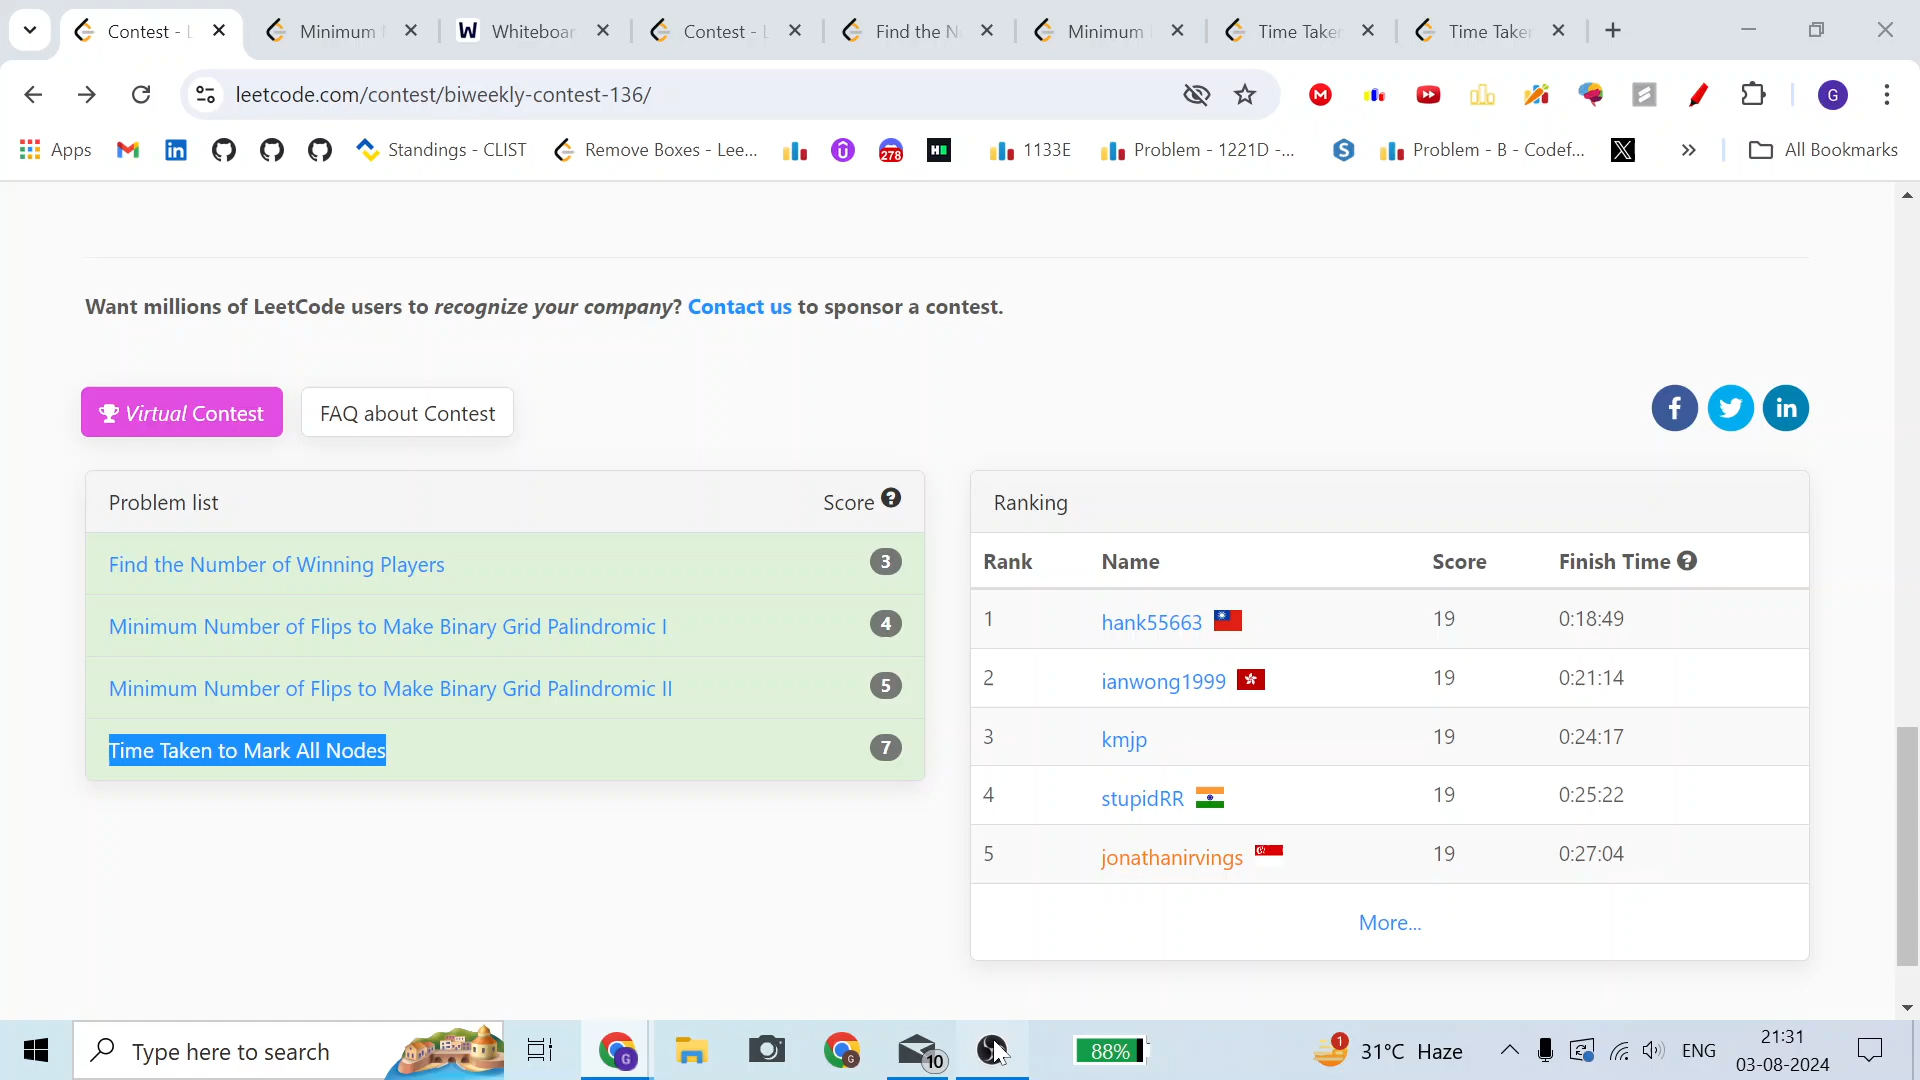 Contest - L
Minimum
Whiteboar
Contest - L
Find the N
Minimum
Time Take
Time Take
leetcode.com/contest/biweekly-contest-136/
G
Apps
Standings - CLIST
Remove Boxes - Lee...
278
1133E
Problem - 1221D -...
Problem - B - Codef...
All Bookmarks
Want millions of LeetCode users to recognize your company? Contact us to sponsor a contest.
Virtual Contest
FAQ about Contest
Problem list
Score
Find the Number of Winning Players
3
Minimum Number of Flips to Make Binary Grid Palindromic I
4
Minimum Number of Flips to Make Binary Grid Palindromic II
5
Time Taken to Mark All Nodes
7
Ranking
Rank Name Score Finish Time
1 hank55663 19 0:18:49
2 ianwong1999 19 0:21:14
3 kmjp 19 0:24:17
4 stupidRR 19 0:25:22
5 jonathanirvings 19 0:27:04
More...
Type here to search
10
88%
1
31°C Haze
ENG
21:31
03-08-2024